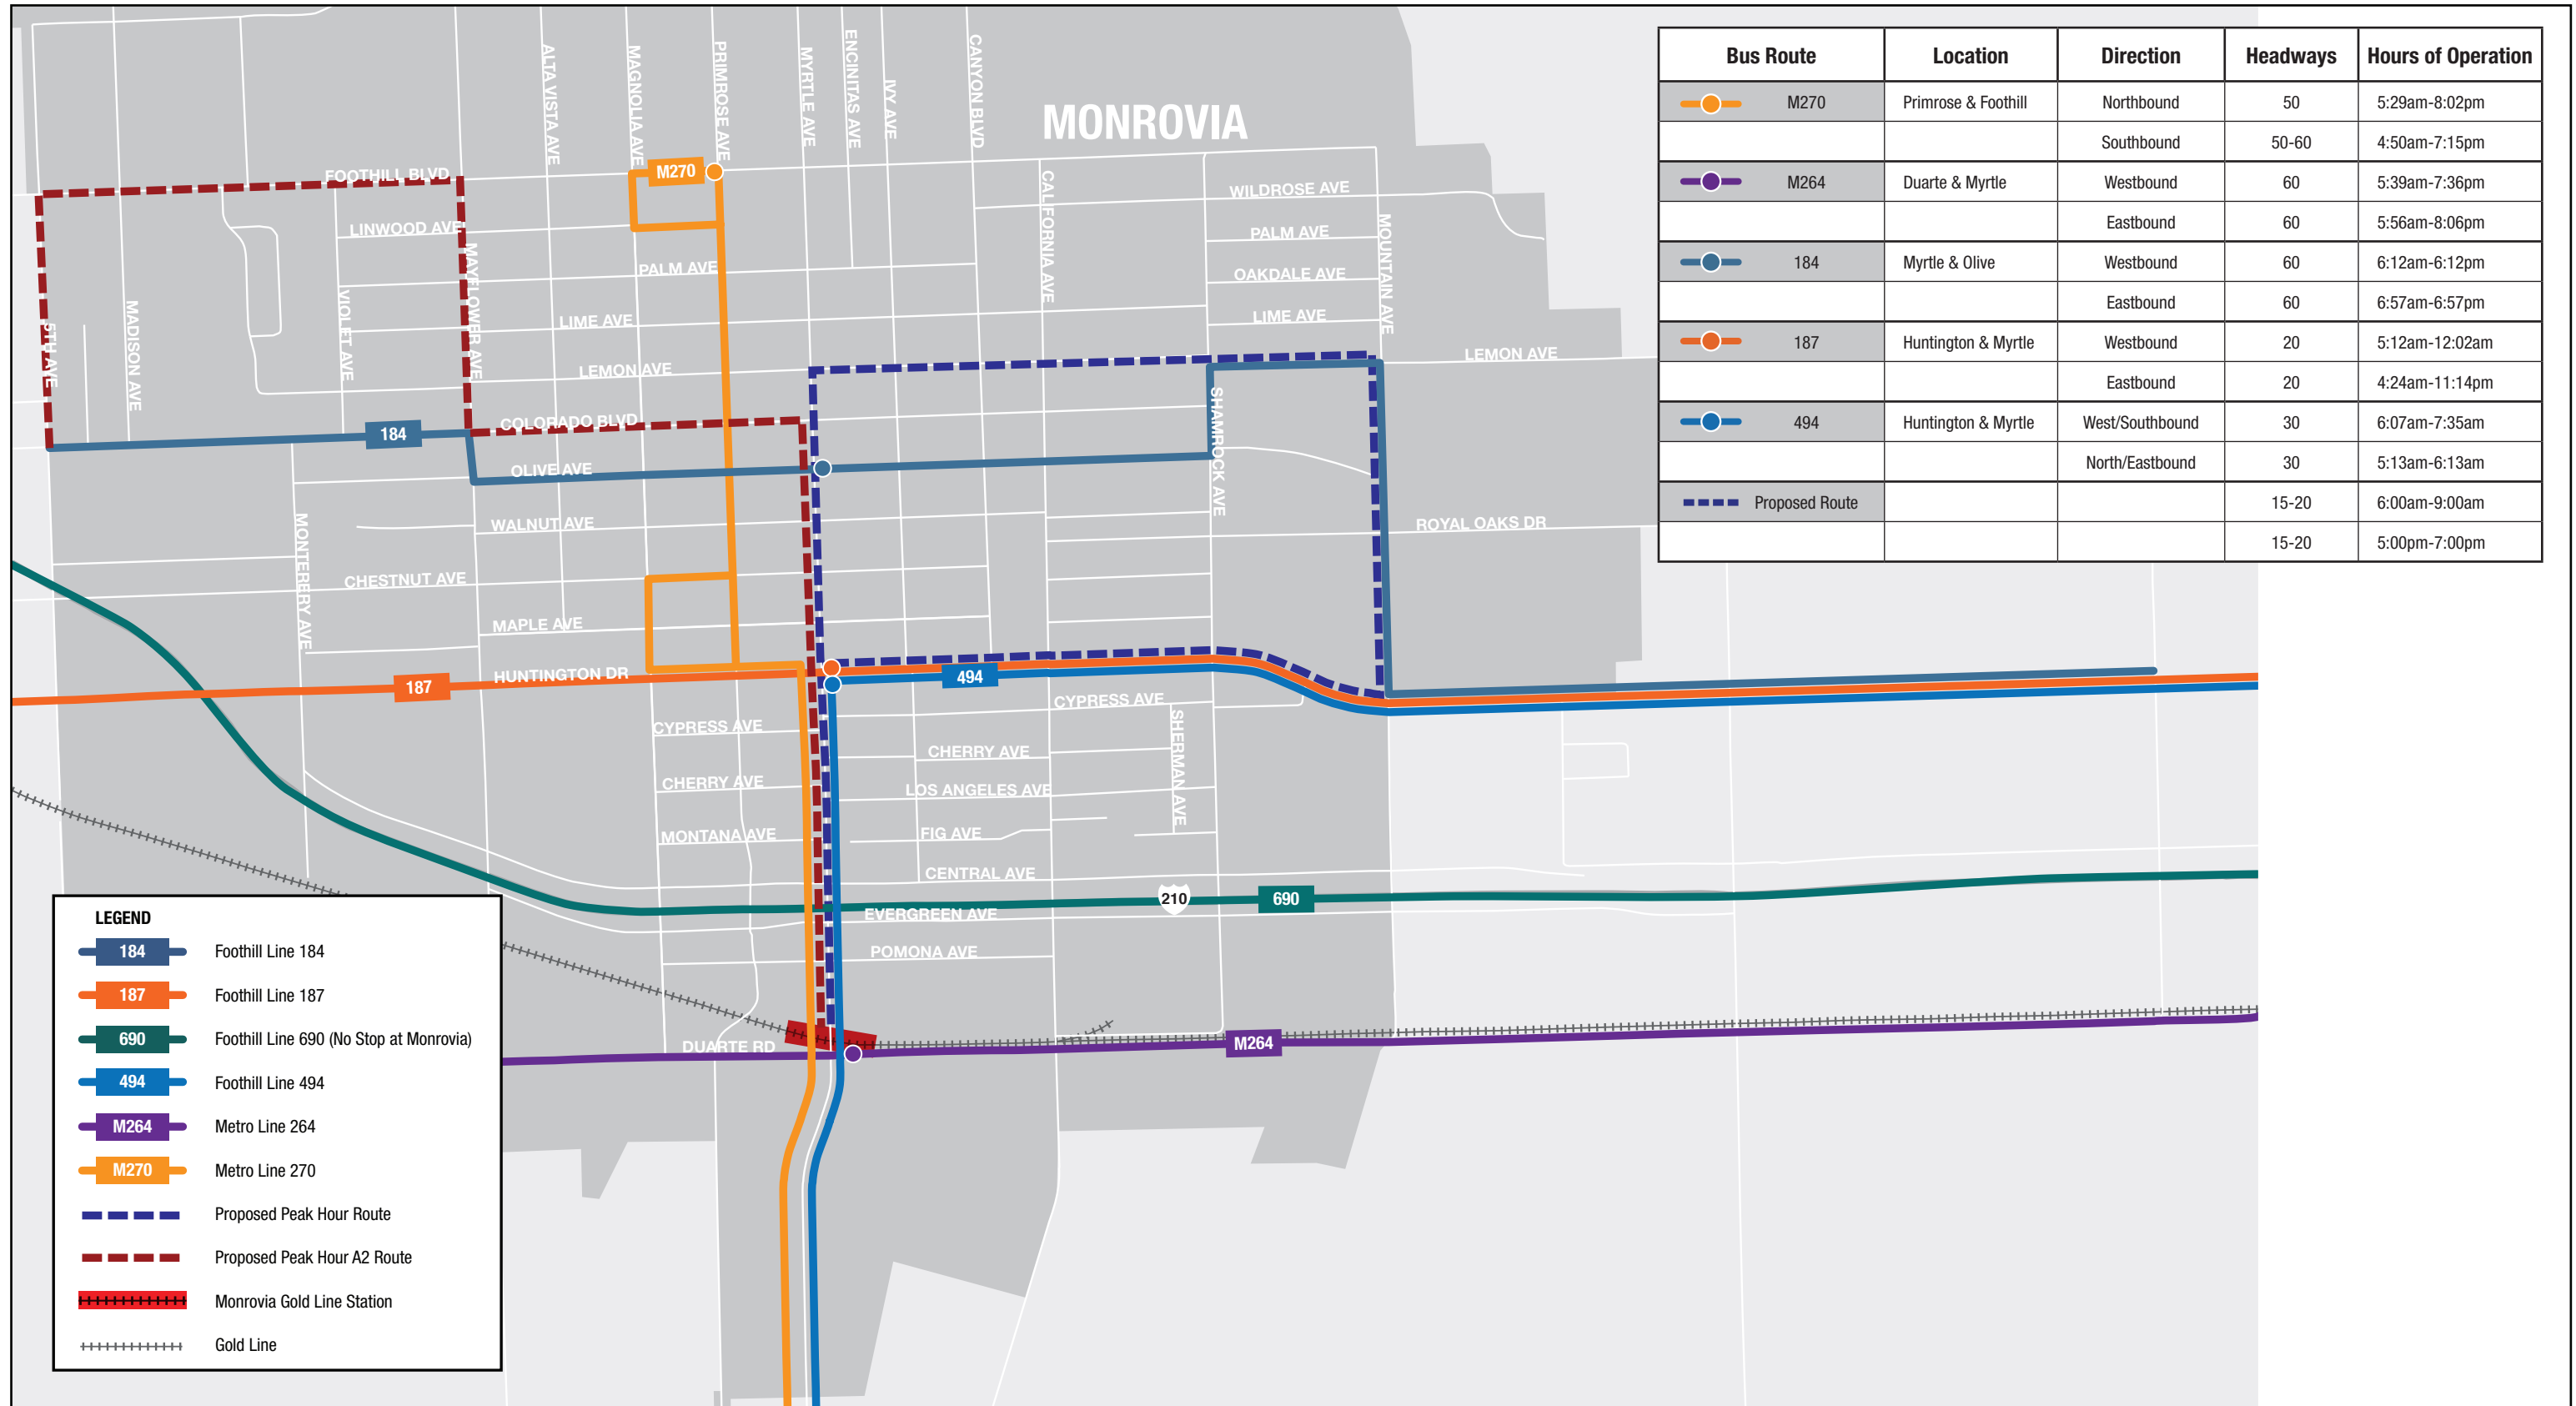 MONROVIA
ALTA VISTA AVE
MAGNOLIA AVE
PRIMROSE AVE
MYRTLE AVE
ENCINITAS AVE
IVY AVE
CANYON BLVD
CALIFORNIA AVE
MOUNTAIN AVE
M270
FOOTHILL BLVD
WILDROSE AVE
LINWOOD AVE
PALM AVE
PALM AVE
OAKDALE AVE
5TH AVE
MADISON AVE
VIOLET AVE
MAYFLOWER AVE
LIME AVE
LIME AVE
LEMON AVE
LEMON AVE
COLORADO BLVD
184
SHAMROCK AVE
OLIVE AVE
WALNUT AVE
ROYAL OAKS DR
MONTEREY AVE
CHESTNUT AVE
MAPLE AVE
HUNTINGTON DR
187
494
CYPRESS AVE
CYPRESS AVE
SHERMAN AVE
CHERRY AVE
CHERRY AVE
LOS ANGELES AVE
MONTANA AVE
FIG AVE
CENTRAL AVE
210
690
EVERGREEN AVE
POMONA AVE
DUARTE RD
M264
Bus Route Location Direction Headways Hours of Operation
M270 Primrose & Foothill Northbound 50 5:29am-8:02pm
Southbound 50-60 4:50am-7:15pm
M264 Duarte & Myrtle Westbound 60 5:39am-7:36pm
Eastbound 60 5:56am-8:06pm
184 Myrtle & Olive Westbound 60 6:12am-6:12pm
Eastbound 60 6:57am-6:57pm
187 Huntington & Myrtle Westbound 20 5:12am-12:02am
Eastbound 20 4:24am-11:14pm
494 Huntington & Myrtle West/Southbound 30 6:07am-7:35am
North/Eastbound 30 5:13am-6:13am
Proposed Route 15-20 6:00am-9:00am
15-20 5:00pm-7:00pm
LEGEND
184 Foothill Line 184
187 Foothill Line 187
690 Foothill Line 690 (No Stop at Monrovia)
494 Foothill Line 494
M264 Metro Line 264
M270 Metro Line 270
Proposed Peak Hour Route
Proposed Peak Hour A2 Route
Monrovia Gold Line Station
Gold Line